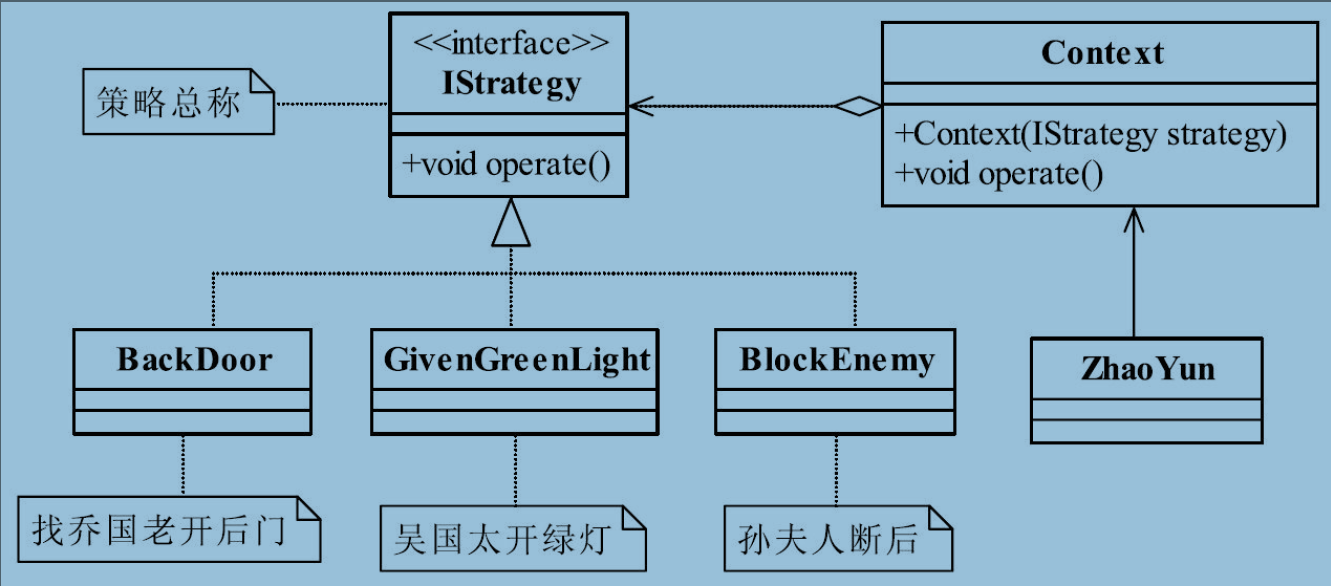 <<interface>>
IStrategy
+void operate()
策略总称
Context
+Context(IStrategy strategy)
+void operate()
BackDoor
GivenGreenLight
BlockEnemy
ZhaoYun
找乔国老开后门
吴国太开绿灯
孙夫人断后